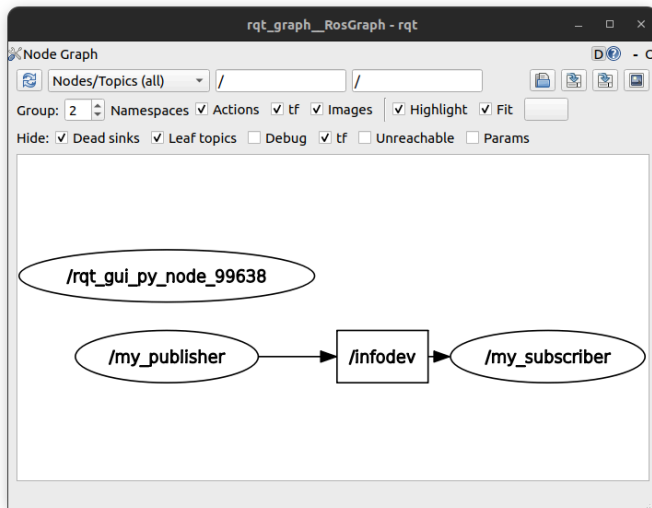 rqt_graph__RosGraph - rqt
Node Graph D - C
Nodes/Topics (all) / /
Group: 2 Namespaces Actions tf Images Highlight Fit
Hide: Dead sinks Leaf topics Debug tf Unreachable Params
/rqt_gui_py_node_99638
/my_publisher /infodev /my_subscriber